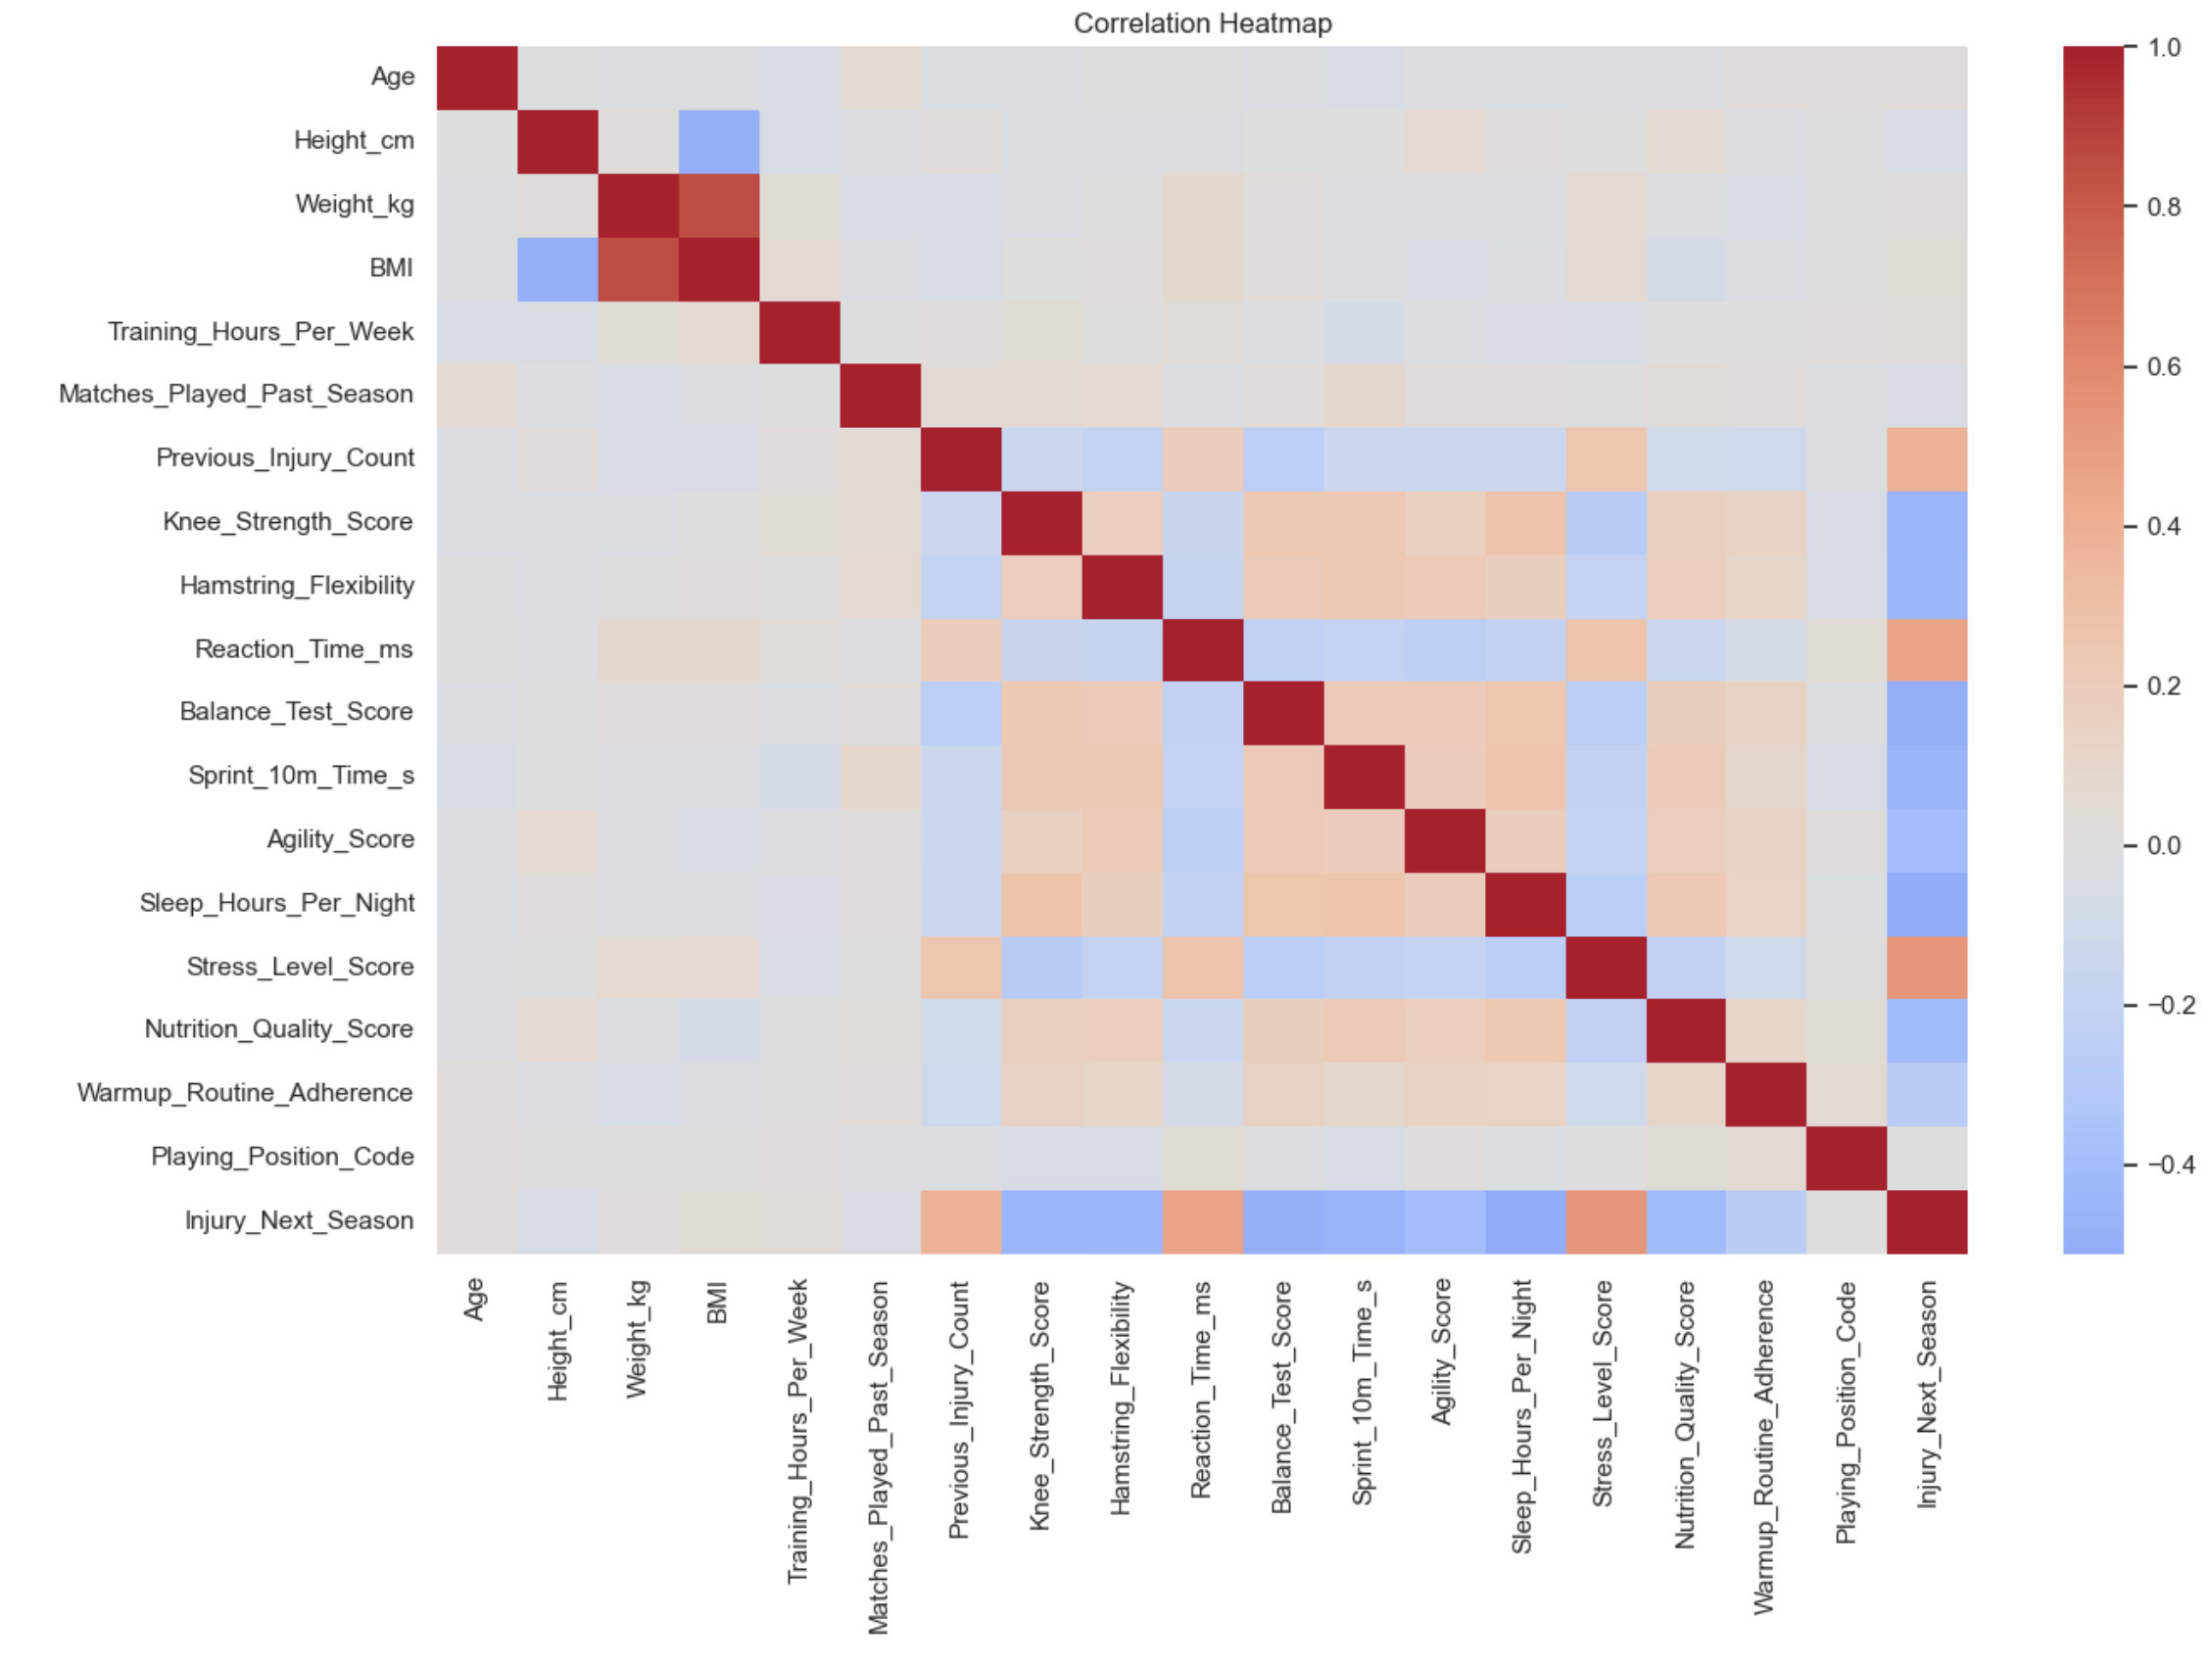 Correlation Heatmap
Age
Height_cm
Weight_kg
BMI
Training_Hours_Per_Week
Matches_Played_Past_Season
Previous_Injury_Count
Knee_Strength_Score
Hamstring_Flexibility
Reaction_Time_ms
Balance_Test_Score
Sprint_10m_Time_s
Agility_Score
Sleep_Hours_Per_Night
Stress_Level_Score
Nutrition_Quality_Score
Warmup_Routine_Adherence
Playing_Position_Code
Injury_Next_Season
Age
Height_cm
Weight_kg
BMI
Training_Hours_Per_Week
Matches_Played_Past_Season
Previous_Injury_Count
Knee_Strength_Score
Hamstring_Flexibility
Reaction_Time_ms
Balance_Test_Score
Sprint_10m_Time_s
Agility_Score
Sleep_Hours_Per_Night
Stress_Level_Score
Nutrition_Quality_Score
Warmup_Routine_Adherence
Playing_Position_Code
Injury_Next_Season
1.0
0.8
0.6
0.4
0.2
0.0
−0.2
−0.4